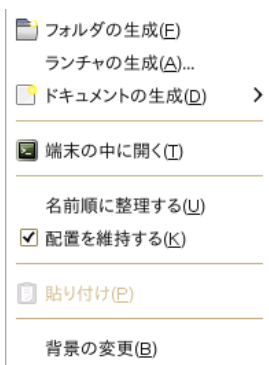 フォルダの生成(F)
ランチャの生成(A)...
ドキュメントの生成(D)
端末の中に開く(T)
名前順に整理する(U)
配置を維持する(K)
貼り付け(P)
背景の変更(B)